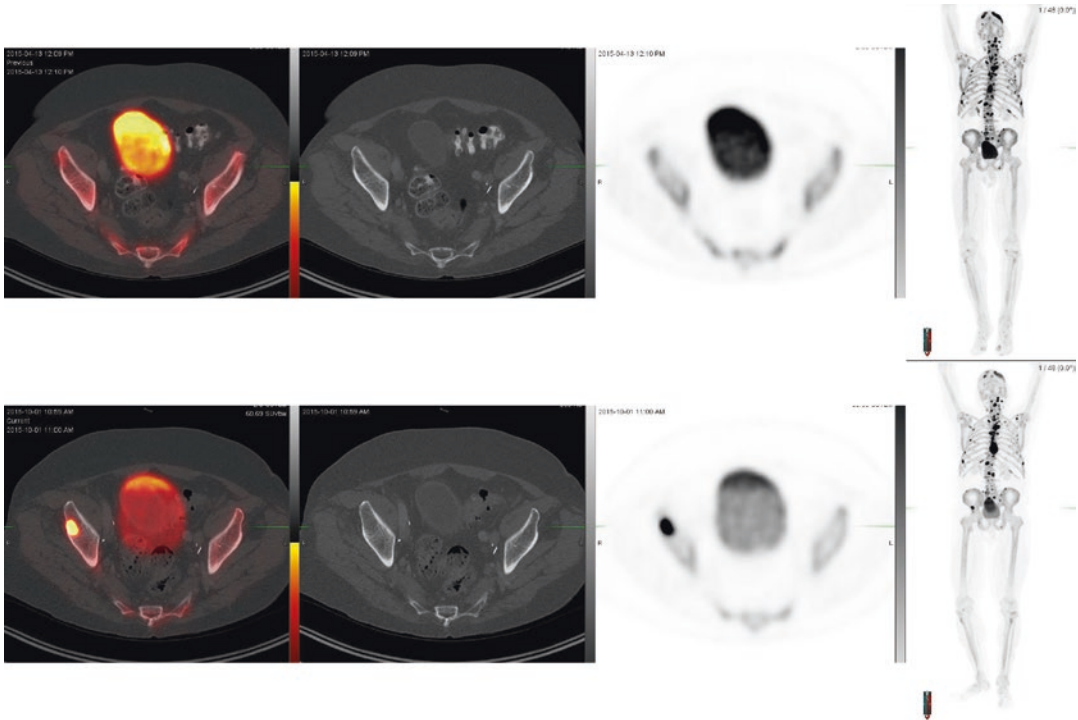 2015-04-13 12:09 PM
Previous
2015-04-13 12:10 PM
2015-04-13 12:09 PM
2015-04-13 12:10 PM
R
L
1 / 48 (0.0°)
2015-10-01 10:59 AM
Current
2015-10-01 11:00 AM
60.00 SUVbw
2015-10-01 10:59 AM
2015-10-01 11:00 AM
R
L
1 / 48 (0.0°)